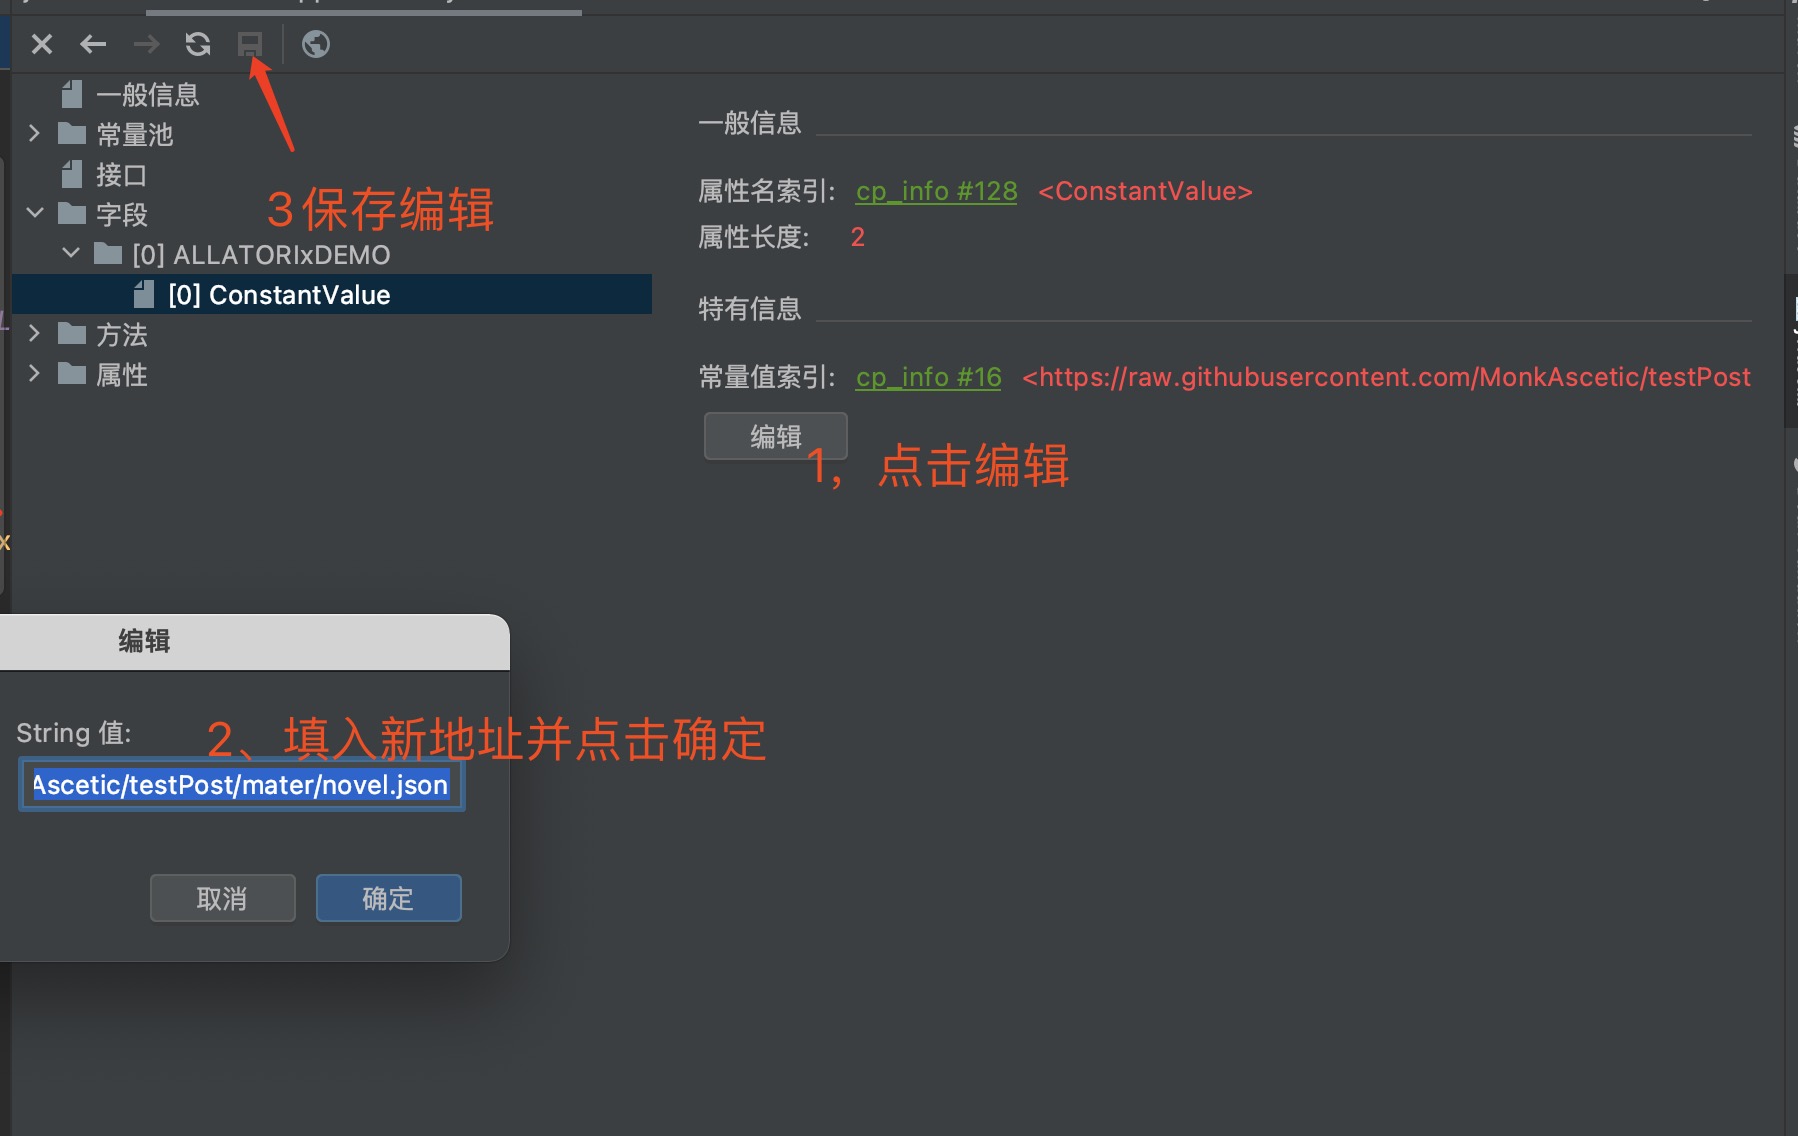 一般信息
常量池
接口
字段
[0] ALLATORIxDEMO
[0] ConstantValue
方法
属性
3保存编辑
一般信息
属性名索引: cp_info #128 <ConstantValue>
属性长度: 2
特有信息
常量值索引: cp_info #16 <https://raw.githubusercontent.com/MonkAscetic/testPost
编辑
1，点击编辑
编辑
String 值:
2、填入新地址并点击确定
Ascetic/testPost/mater/novel.json
取消
确定